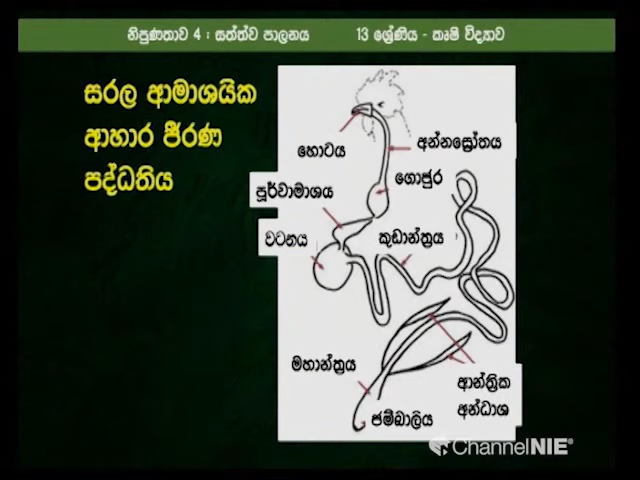 නිපුණතාව 4 : සත්ත්ව පාලනය 13 ශ්‍රේණිය - කෘෂි විද්‍යාව
සරල ආමාශයික
ආහාර ජීරණ
පද්ධතිය
හොටය
අන්නස්‍රෝතය
ගොජුර
පූර්වාමාශය
වටනය
කුඩාන්ත්‍රය
මහාන්ත්‍රය
ආන්ත්‍රික
අන්ධාශ
ජම්බාලිය
ChannelNIE